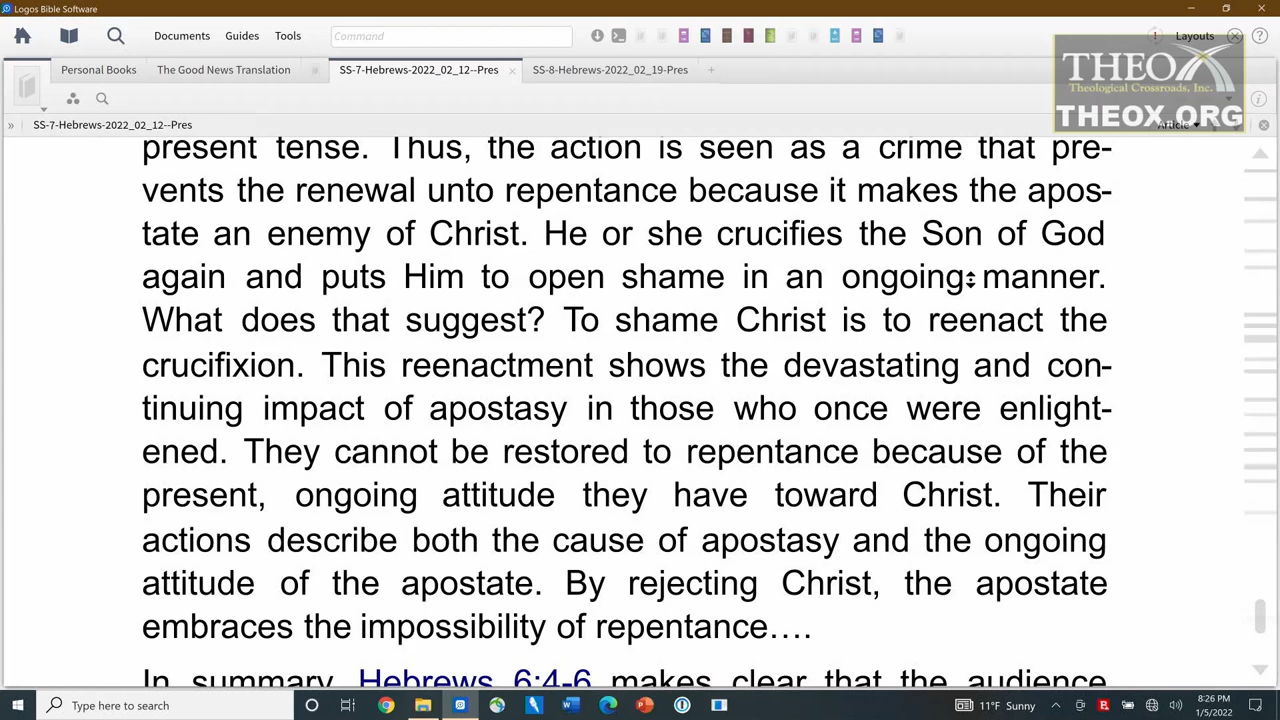 Logos Bible Software
Documents Guides Tools Command Layouts
Personal Books The Good News Translation SS-7-Hebrews-2022_02_12--Pres SS-8-Hebrews-2022_02_19-Pres
THEOX
Theological Crossroads, Inc.
THEOX.ORG
SS-7-Hebrews-2022_02_12--Pres Article
present tense. Thus, the action is seen as a crime that pre-
vents the renewal unto repentance because it makes the apos-
tate an enemy of Christ. He or she crucifies the Son of God
again and puts Him to open shame in an ongoing manner.
What does that suggest? To shame Christ is to reenact the
crucifixion. This reenactment shows the devastating and con-
tinuing impact of apostasy in those who once were enlight-
ened. They cannot be restored to repentance because of the
present, ongoing attitude they have toward Christ. Their
actions describe both the cause of apostasy and the ongoing
attitude of the apostate. By rejecting Christ, the apostate
embraces the impossibility of repentance….
In summary, Hebrews 6:4-6 makes clear that the audience
Type here to search 11°F Sunny 8:26 PM
1/5/2022